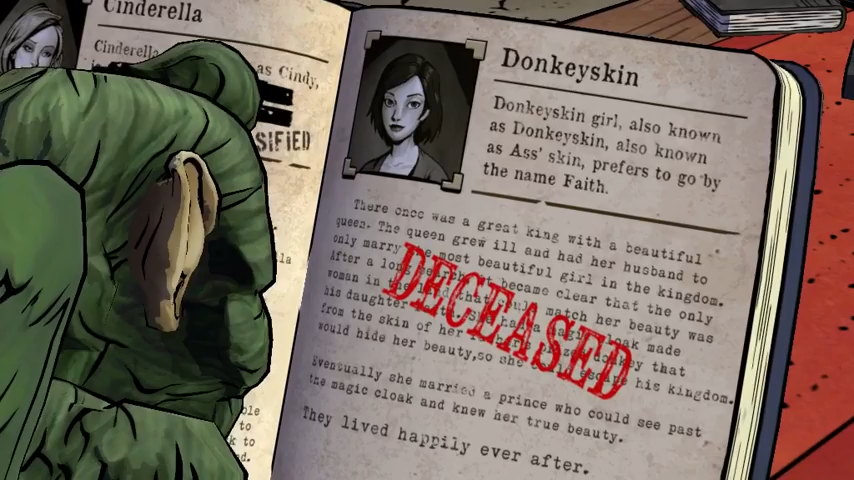 Cinderella
Cinderella
as Cindy,
SIFIED
la
ble
to
k to
d.
Donkeyskin
Donkeyskin girl, also known
as Donkeyskin, also known
as Ass' skin, prefers to go by
the name Faith.
There once was a great king with a beautiful
queen. The queen grew ill and had her husband to
only marry the most beautiful girl in the kingdom.
After a long became clear that the only
woman in match her beauty was
his daughter made
from the skin of her that
would hide her beauty,so she escape his kingdom.
DECEASED
Eventually she married a prince who could see past
the magic cloak and knew her true beauty.
They lived happily ever after.